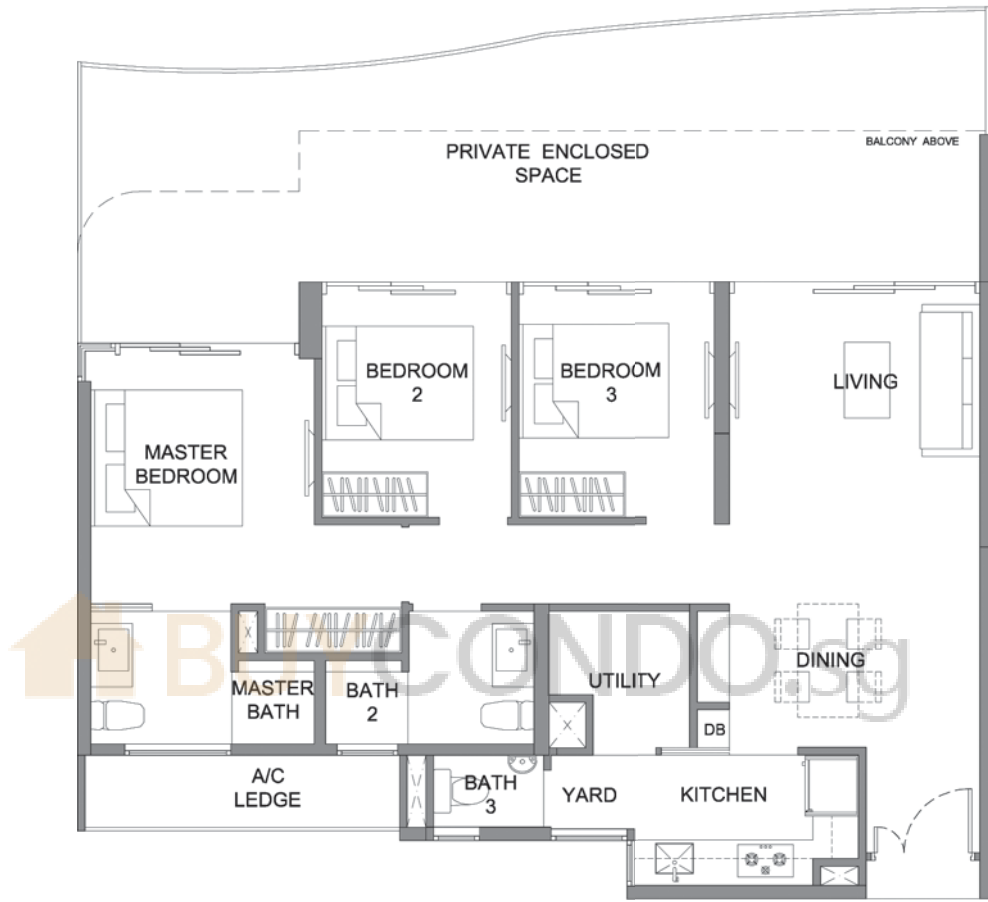 PRIVATE ENCLOSED
SPACE
BALCONY ABOVE
BEDROOM
2
BEDROOM
3
LIVING
MASTER
BEDROOM
BUYCONDO.sg
MASTER
BATH
BATH
2
UTILITY
DINING
DB
A/C
LEDGE
BATH
3
YARD
KITCHEN